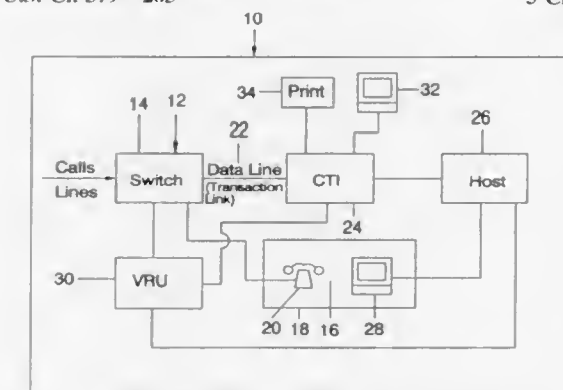 10
34
Print
32
14
12
22
26
Calls
Lines
Switch
Data Line
(Transaction
Link)
CTI
Host
24
30
VRU
20
18
16
28